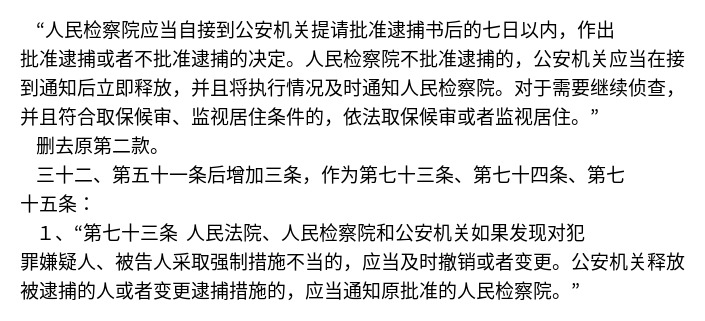 “人民检察院应当自接到公安机关提请批准逮捕书后的七日以内，作出
批准逮捕或者不批准逮捕的决定。人民检察院不批准逮捕的，公安机关应当在接
到通知后立即释放，并且将执行情况及时通知人民检察院。对于需要继续侦查，
并且符合取保候审、监视居住条件的，依法取保候审或者监视居住。”
删去原第二款。
三十二、第五十一条后增加三条，作为第七十三条、第七十四条、第七
十五条：
１、“第七十三条 人民法院、人民检察院和公安机关如果发现对犯
罪嫌疑人、被告人采取强制措施不当的，应当及时撤销或者变更。公安机关释放
被逮捕的人或者变更逮捕措施的，应当通知原批准的人民检察院。”